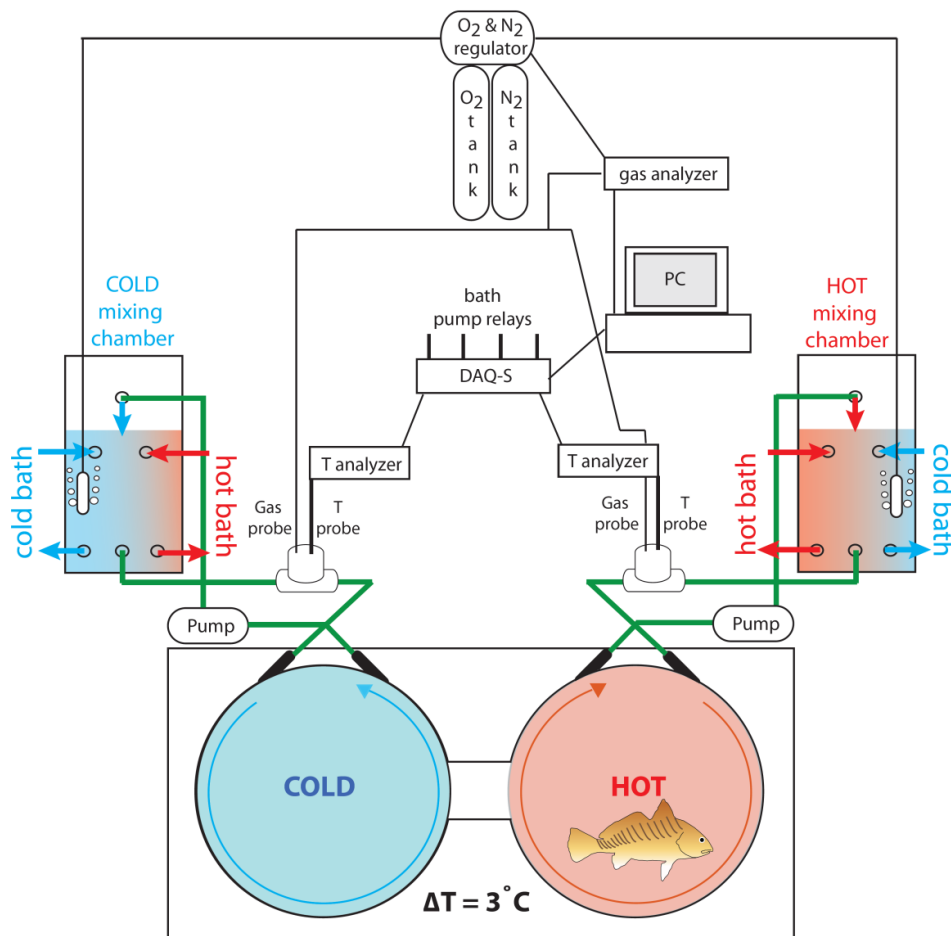 O2 & N2
regulator
O2
tank
N2
tank
gas analyzer
PC
COLD
mixing
chamber
HOT
mixing
chamber
bath
pump relays
DAQ-S
cold bath
hot bath
T analyzer
T analyzer
hot bath
cold bath
Gas
probe
T
probe
Gas
probe
T
probe
Pump
Pump
COLD
HOT
ΔT = 3°C